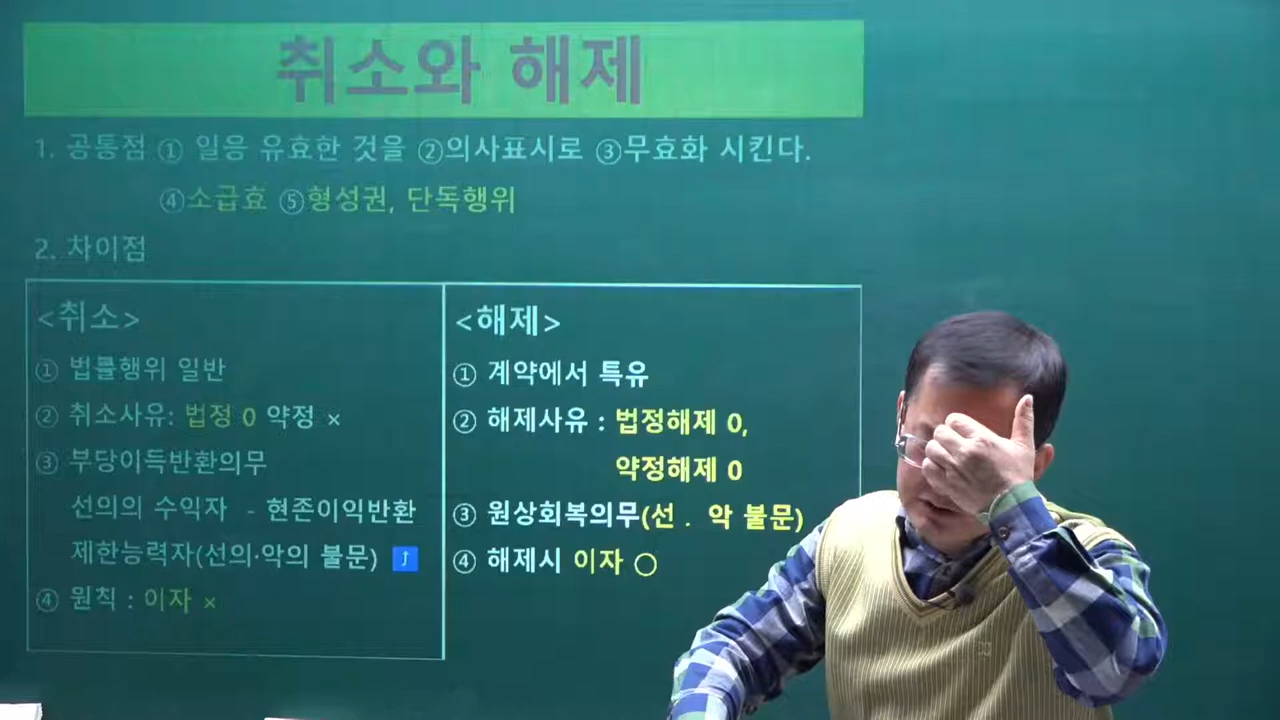 취소와 해제
1. 공통점 ① 일응 유효한 것을 ②의사표시로 ③무효화 시킨다.
④소급효 ⑤형성권, 단독행위
2. 차이점
<취소>
① 법률행위 일반
② 취소사유: 법정 0 약정 ×
③ 부당이득반환의무
선의의 수익자 - 현존이익반환
제한능력자(선의·악의 불문) ⤴
④ 원칙 : 이자 ×
<해제>
① 계약에서 특유
② 해제사유 : 법정해제 0,
약정해제 0
③ 원상회복의무(선 . 악 불문)
④ 해제시 이자 ○